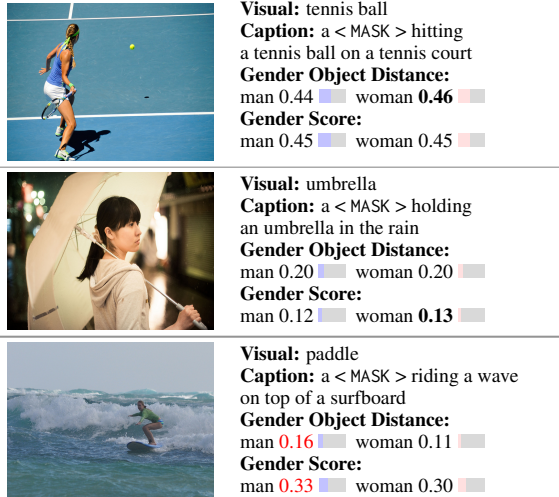 Visual: tennis ball
Caption: a < MASK > hitting
a tennis ball on a tennis court
Gender Object Distance:
man 0.44 woman 0.46
Gender Score:
man 0.45 woman 0.45
Visual: umbrella
Caption: a < MASK > holding
an umbrella in the rain
Gender Object Distance:
man 0.20 woman 0.20
Gender Score:
man 0.12 woman 0.13
Visual: paddle
Caption: a < MASK > riding a wave
on top of a surfboard
Gender Object Distance:
man 0.16 woman 0.11
Gender Score:
man 0.33 woman 0.30